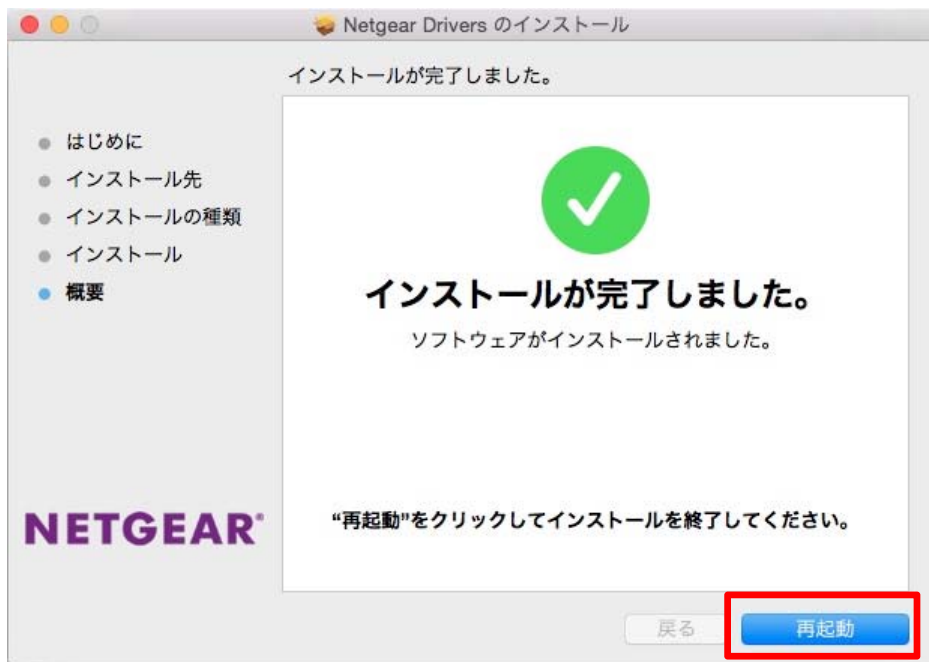 Netgear Drivers のインストール
インストールが完了しました。
はじめに
インストール先
インストールの種類
インストール
概要
インストールが完了しました。
ソフトウェアがインストールされました。
“再起動”をクリックしてインストールを終了してください。
NETGEAR®
戻る
再起動